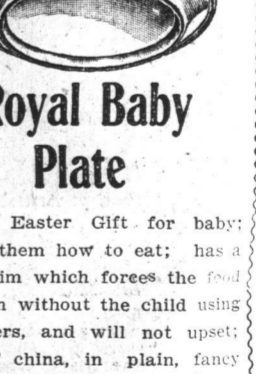 Royal Baby
Plate
Easter Gift for baby;
them how to eat; has a
im which forces the food
without the child using
ers, and will not upset;
china, in plain, fancy